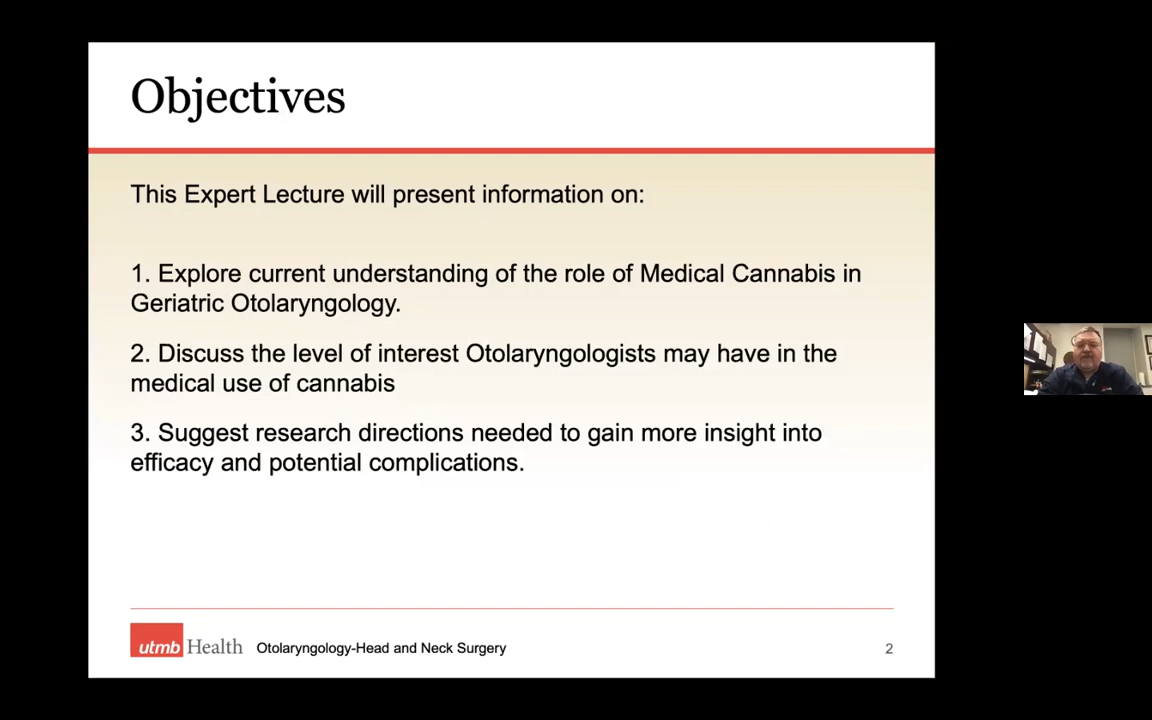 Objectives
This Expert Lecture will present information on:
1. Explore current understanding of the role of Medical Cannabis in
Geriatric Otolaryngology.
2. Discuss the level of interest Otolaryngologists may have in the
medical use of cannabis
3. Suggest research directions needed to gain more insight into
efficacy and potential complications.
utmb Health Otolaryngology-Head and Neck Surgery 2